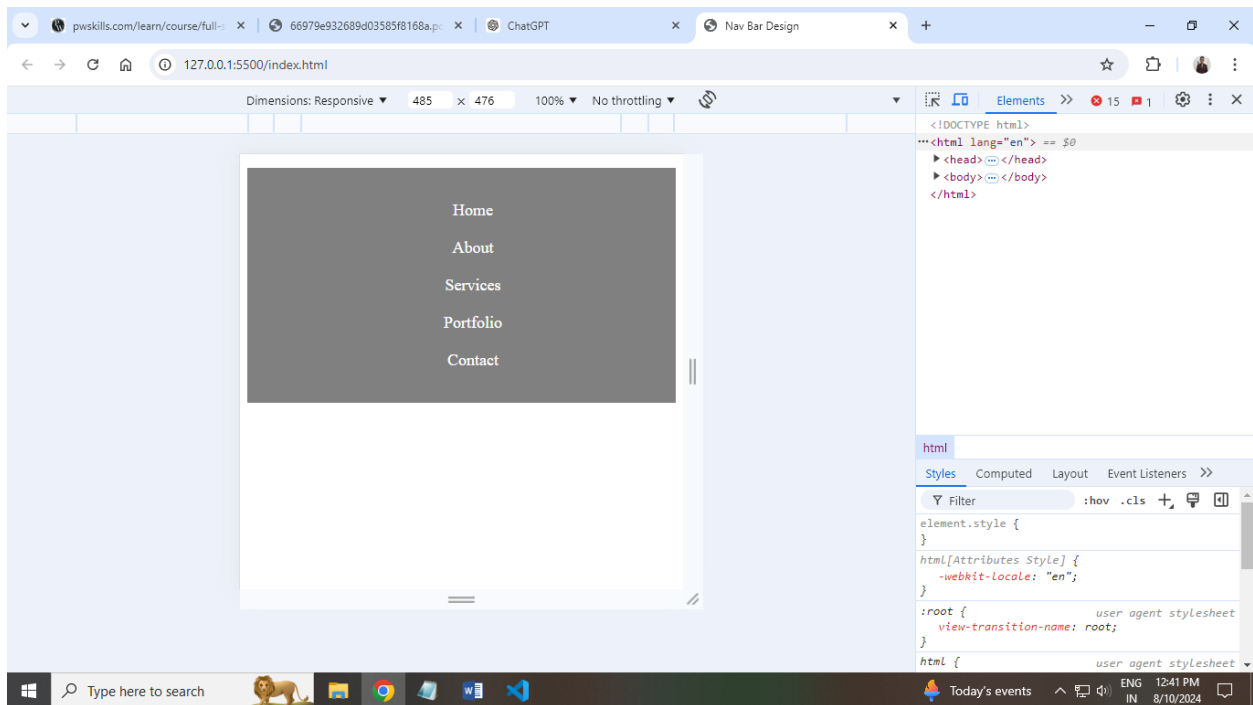 pwskills.com/learn/course/full-s
66979e932689d03585f8168a.pc
ChatGPT
Nav Bar Design
127.0.0.1:5500/index.html
Dimensions: Responsive 485 × 476 100% No throttling
Elements 15 1
<!DOCTYPE html>
<html lang="en"> == $0
<head> </head>
<body> </body>
</html>
Home
About
Services
Portfolio
Contact
html
Styles Computed Layout Event Listeners
Filter :hov .cls
element.style {
}
html[Attributes Style] {
-webkit-locale: "en";
}
:root { user agent stylesheet
view-transition-name: root;
}
html { user agent stylesheet
Type here to search
Today's events
ENG
IN
12:41 PM
8/10/2024